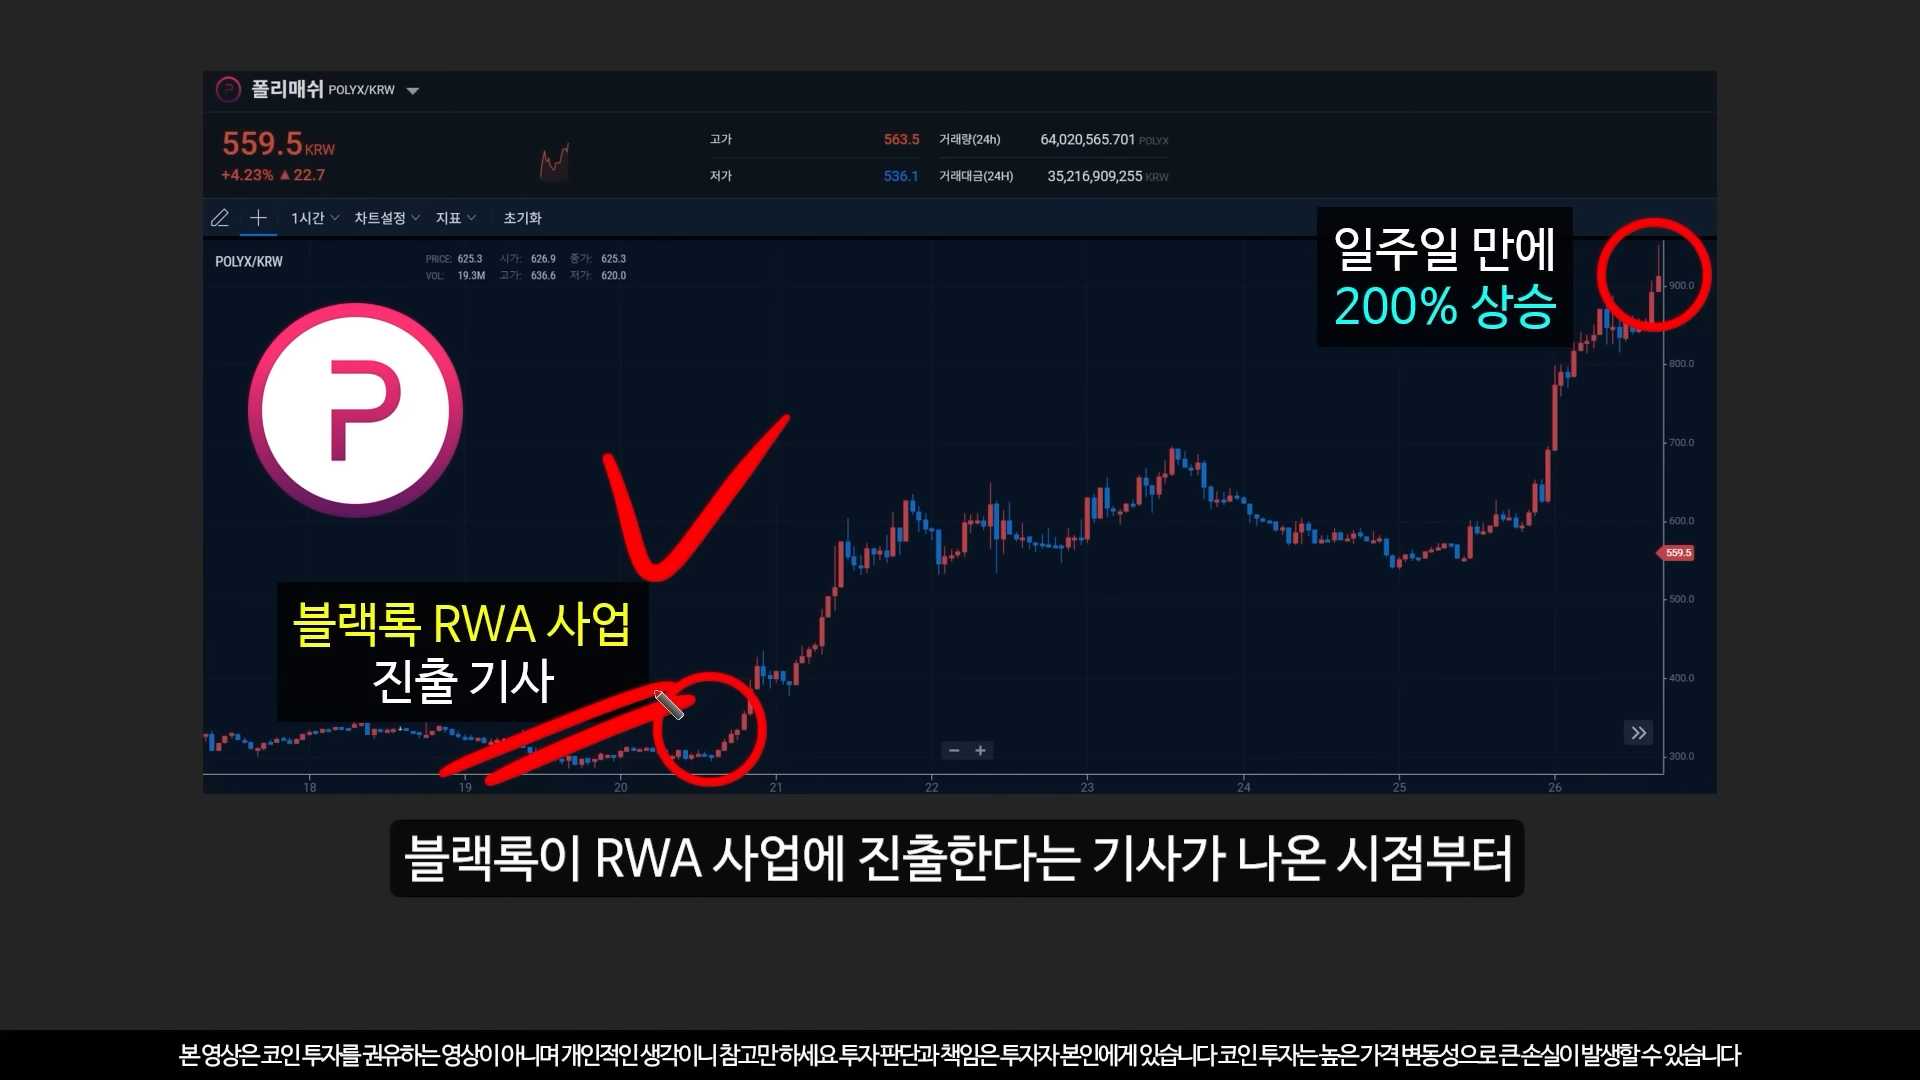 폴리매쉬 POLYX/KRW
559.5 KRW
+4.23% ▲ 22.7
고가 563.5 거래량(24h) 64,020,565.701 POLYX
저가 536.1 거래대금(24H) 35,216,909,255 KRW
1시간 차트설정 지표 초기화
POLYX/KRW
PRICE: 625.3 시가: 626.9 종가: 625.3
VOL: 19.3M 고가: 636.6 저가: 620.0
일주일 만에
200% 상승
P
블랙록 RWA 사업
진출 기사
900.0
800.0
700.0
600.0
559.5
500.0
400.0
300.0
18 19 20 21 22 23 24 25 26
블랙록이 RWA 사업에 진출한다는 기사가 나온 시점부터
본 영상은 코인 투자를 권유하는 영상이 아니며 개인적인 생각이니 참고만 하세요 투자 판단과 책임은 투자자 본인에게 있습니다 코인 투자는 높은 가격 변동성으로 큰 손실이 발생할 수 있습니다